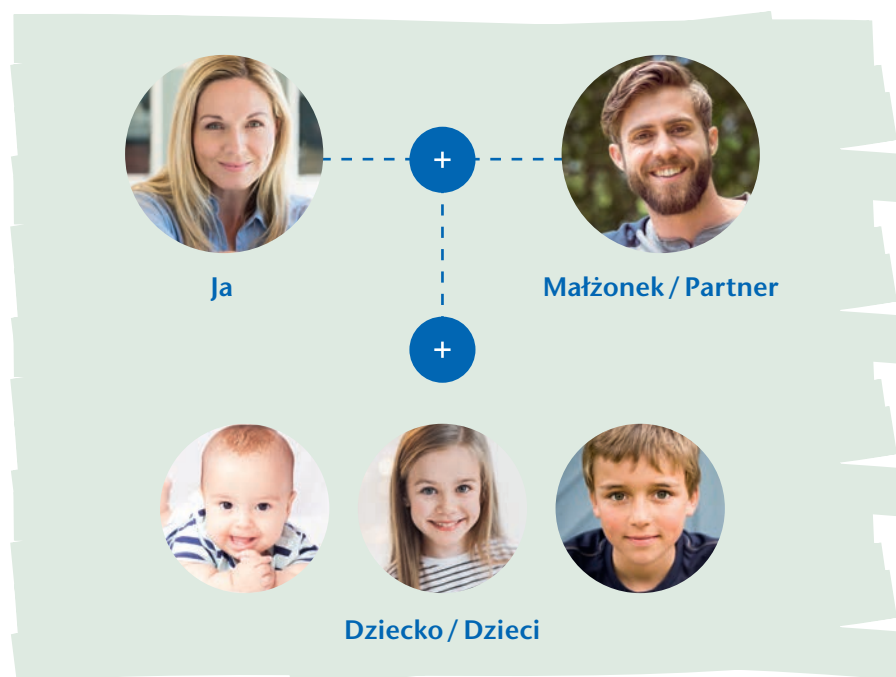 +
Ja
Małżonek / Partner
+
Dziecko / Dzieci